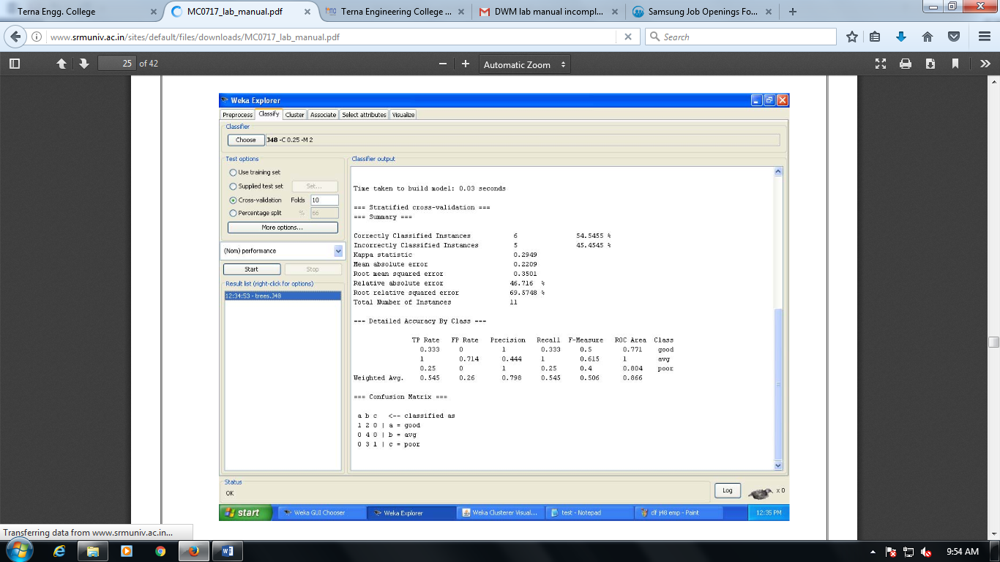 Terna Engg. College
MC0717_lab_manual.pdf
Terna Engineering College ...
DWM lab manual incompl...
Samsung Job Openings Fo...
www.srmuniv.ac.in/sites/default/files/downloads/MC0717_lab_manual.pdf
Search
25 of 42
Automatic Zoom
Weka Explorer
Preprocess Classify Cluster Associate Select attributes Visualize
Classifier
Choose J48 -C 0.25 -M 2
Test options
Use training set
Supplied test set Set...
Cross-validation Folds 10
Percentage split % 66
More options...
(Nom) performance
Start Stop
Result list (right-click for options)
12:34:53 - trees.J48
Classifier output
Time taken to build model: 0.03 seconds
=== Stratified cross-validation ===
=== Summary ===
Correctly Classified Instances 6 54.5455 %
Incorrectly Classified Instances 5 45.4545 %
Kappa statistic 0.2949
Mean absolute error 0.2209
Root mean squared error 0.3501
Relative absolute error 46.716 %
Root relative squared error 69.5748 %
Total Number of Instances 11
=== Detailed Accuracy By Class ===
TP Rate FP Rate Precision Recall F-Measure ROC Area Class
0.333 0 1 0.333 0.5 0.771 good
1 0.714 0.444 1 0.615 1 avg
0.25 0 1 0.25 0.4 0.804 poor
Weighted Avg. 0.545 0.26 0.798 0.545 0.506 0.866
=== Confusion Matrix ===
a b c <-- classified as
1 2 0 | a = good
0 4 0 | b = avg
0 3 1 | c = poor
Status
OK
Log x 0
start Weka GUI Chooser Weka Explorer Weka Clusterer Visual... test - Notepad clf j48 emp - Paint 12:35 PM
Transferring data from www.srmuniv.ac.in...
9:54 AM